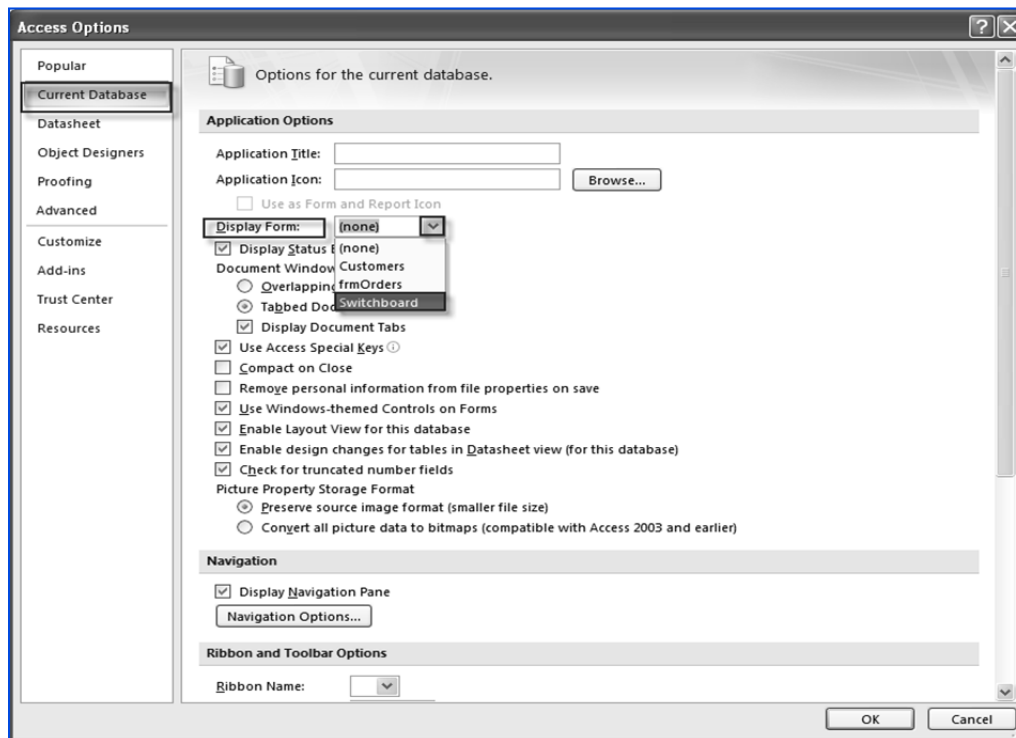 Access Options
Popular
Current Database
Datasheet
Object Designers
Proofing
Advanced
Customize
Add-ins
Trust Center
Resources
Options for the current database.
Application Options
Application Title:
Application Icon:
Browse...
Use as Form and Report Icon
Display Form:
(none)
(none)
Customers
frmOrders
Switchboard
Display Status B
Document Window
Overlapping
Tabbed Doc
Display Document Tabs
Use Access Special Keys
Compact on Close
Remove personal information from file properties on save
Use Windows-themed Controls on Forms
Enable Layout View for this database
Enable design changes for tables in Datasheet view (for this database)
Check for truncated number fields
Picture Property Storage Format
Preserve source image format (smaller file size)
Convert all picture data to bitmaps (compatible with Access 2003 and earlier)
Navigation
Display Navigation Pane
Navigation Options...
Ribbon and Toolbar Options
Ribbon Name:
OK
Cancel